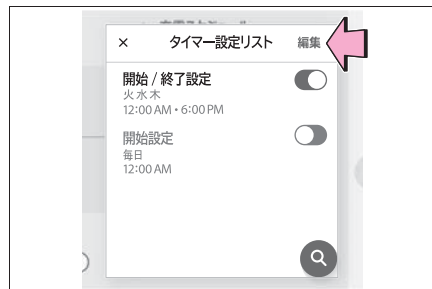 × タイマー設定リスト 編集
開始 / 終了設定
火水木
12:00 AM • 6:00 PM
開始設定
毎日
12:00 AM